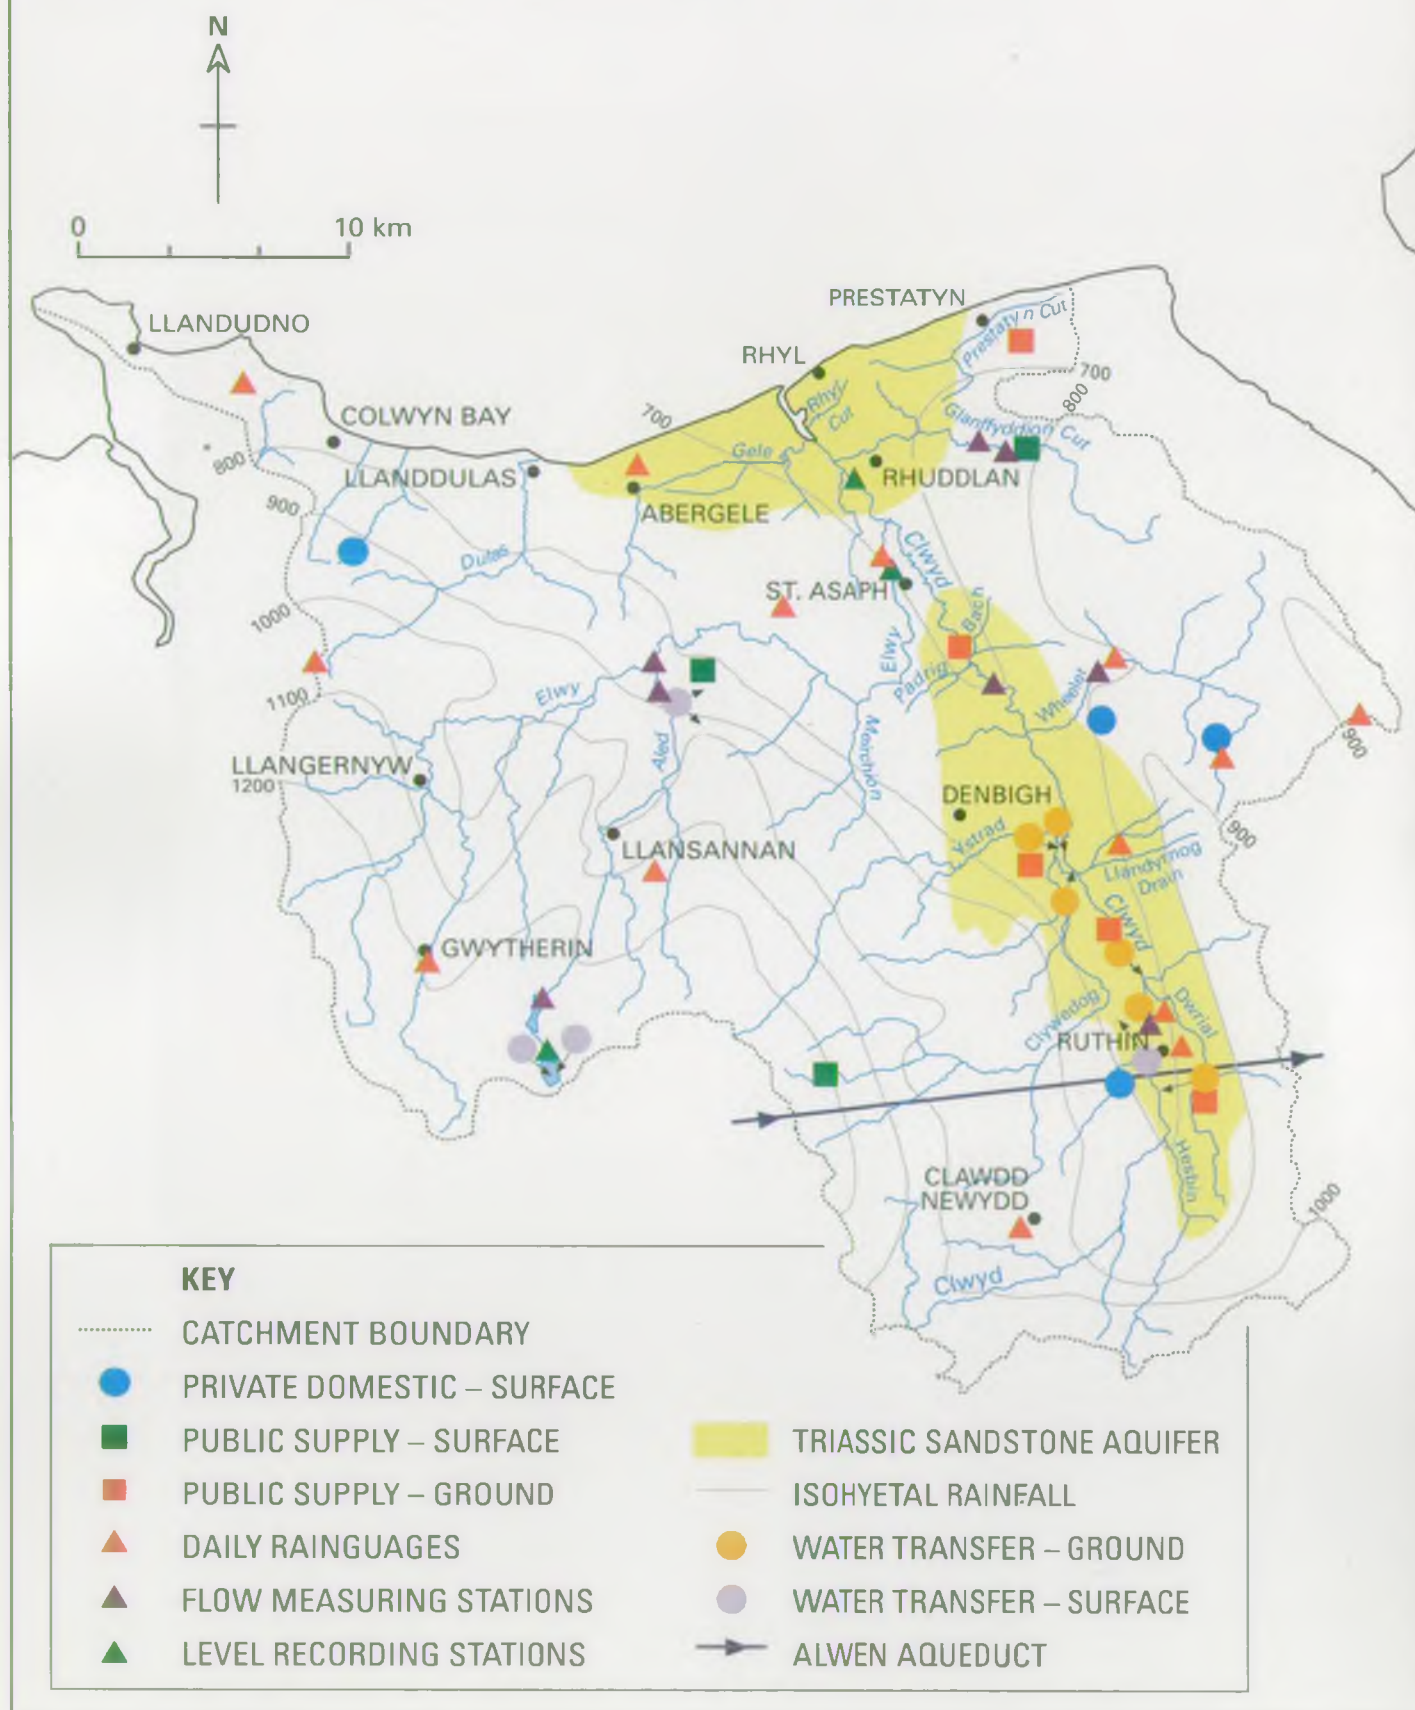 N
0 10 km
PRESTATYN
Prestatyn Cut
LLANDUDNO
RHYL
700
800
Rhyl
Cut
COLWYN BAY
700
Glanffyddion Cut
800
Gele
LLANDDULAS
RHUDDLAN
900
ABERGELE
Dulas
Clwyd
ST. ASAPH
1000
Bach
Elwy
Padrig
1100
Elwy
Wheeler
Meirchion
900
Aled
LLANGERNYW
1200
DENBIGH
Ystrad
900
LLANSANNAN
Llandyrnog
Drain
Clwyd
GWYTHERIN
Clywedog
Dwrial
RUTHIN
Hesbin
CLAWDD
NEWYDD
1000
Clwyd
KEY
CATCHMENT BOUNDARY
PRIVATE DOMESTIC – SURFACE
PUBLIC SUPPLY – SURFACE
PUBLIC SUPPLY – GROUND
DAILY RAINGUAGES
FLOW MEASURING STATIONS
LEVEL RECORDING STATIONS
TRIASSIC SANDSTONE AQUIFER
ISOHYETAL RAINFALL
WATER TRANSFER – GROUND
WATER TRANSFER – SURFACE
ALWEN AQUEDUCT